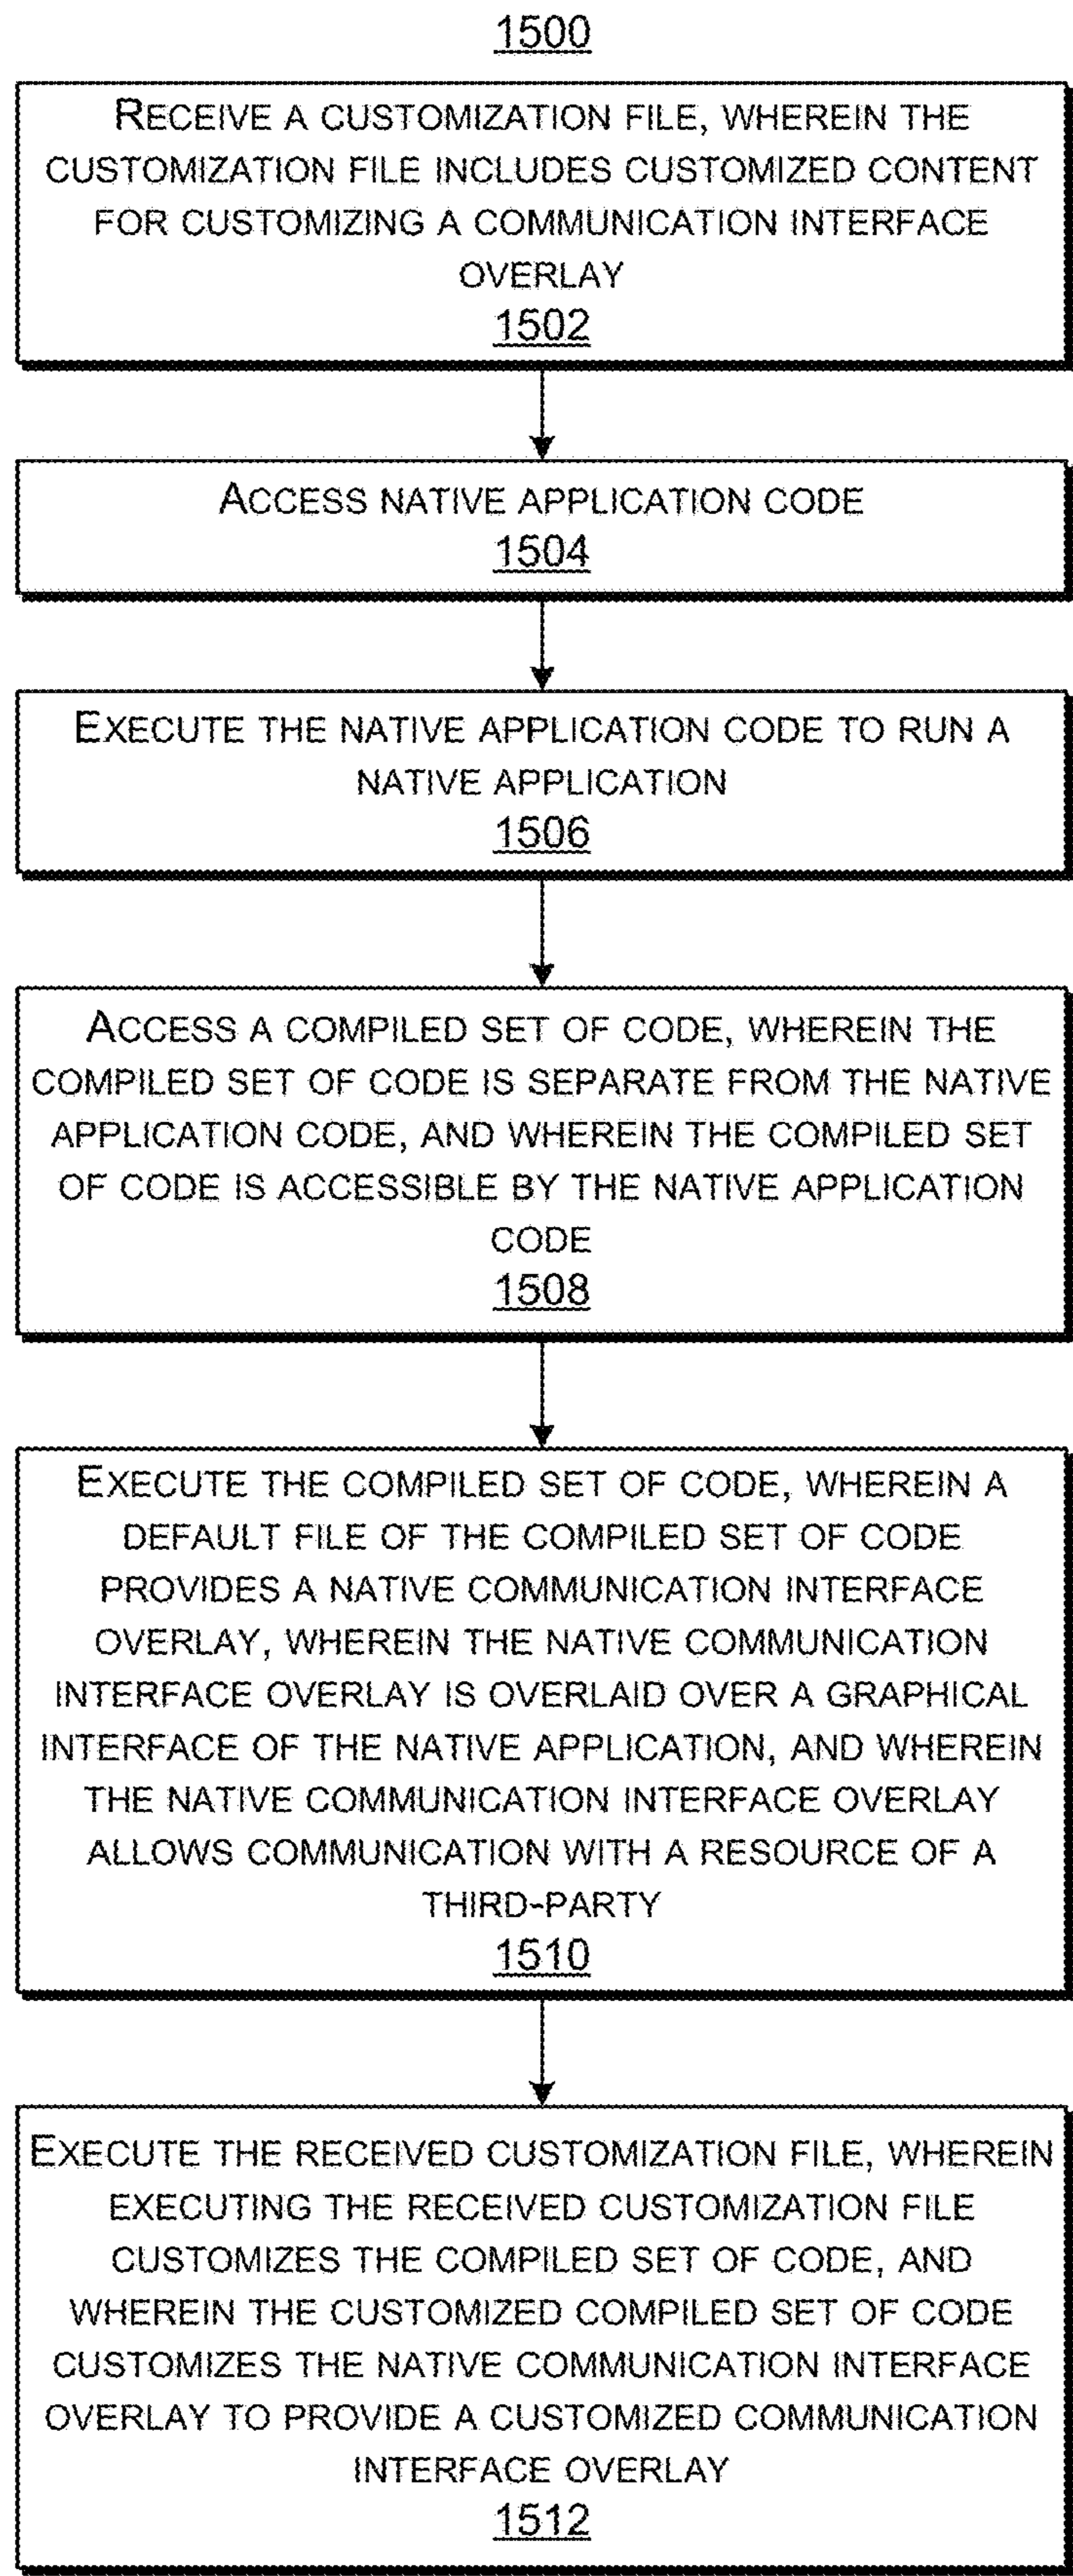 1500
RECEIVE A CUSTOMIZATION FILE, WHEREIN THE
CUSTOMIZATION FILE INCLUDES CUSTOMIZED CONTENT
FOR CUSTOMIZING A COMMUNICATION INTERFACE
OVERLAY
1502
ACCESS NATIVE APPLICATION CODE
1504
EXECUTE THE NATIVE APPLICATION CODE TO RUN A
NATIVE APPLICATION
1506
ACCESS A COMPILED SET OF CODE, WHEREIN THE
COMPILED SET OF CODE IS SEPARATE FROM THE NATIVE
APPLICATION CODE, AND WHEREIN THE COMPILED SET
OF CODE IS ACCESSIBLE BY THE NATIVE APPLICATION
CODE
1508
EXECUTE THE COMPILED SET OF CODE, WHEREIN A
DEFAULT FILE OF THE COMPILED SET OF CODE
PROVIDES A NATIVE COMMUNICATION INTERFACE
OVERLAY, WHEREIN THE NATIVE COMMUNICATION
INTERFACE OVERLAY IS OVERLAID OVER A GRAPHICAL
INTERFACE OF THE NATIVE APPLICATION, AND WHEREIN
THE NATIVE COMMUNICATION INTERFACE OVERLAY
ALLOWS COMMUNICATION WITH A RESOURCE OF A
THIRD-PARTY
1510
EXECUTE THE RECEIVED CUSTOMIZATION FILE, WHEREIN
EXECUTING THE RECEIVED CUSTOMIZATION FILE
CUSTOMIZES THE COMPILED SET OF CODE, AND
WHEREIN THE CUSTOMIZED COMPILED SET OF CODE
CUSTOMIZES THE NATIVE COMMUNICATION INTERFACE
OVERLAY TO PROVIDE A CUSTOMIZED COMMUNICATION
INTERFACE OVERLAY
1512